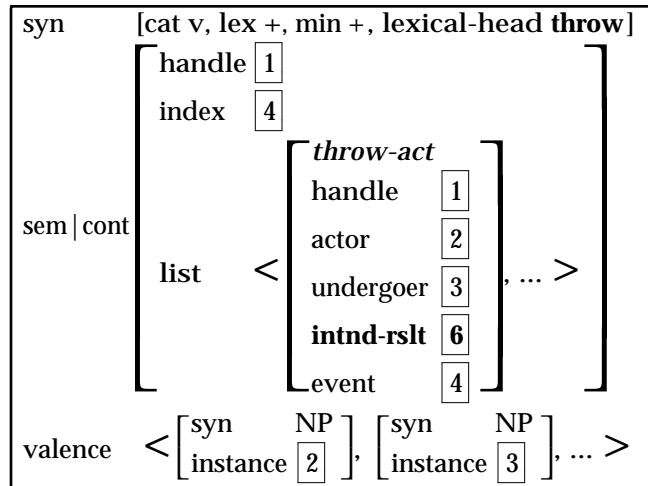 syn [cat v, lex +, min +, lexical-head throw]
handle 1
index 4
throw-act
handle 1
actor 2
sem|cont list < undergoer 3 , ... >
intnd-rslt 6
event 4
syn NP syn NP
valence < instance 2 , instance 3 , ... >